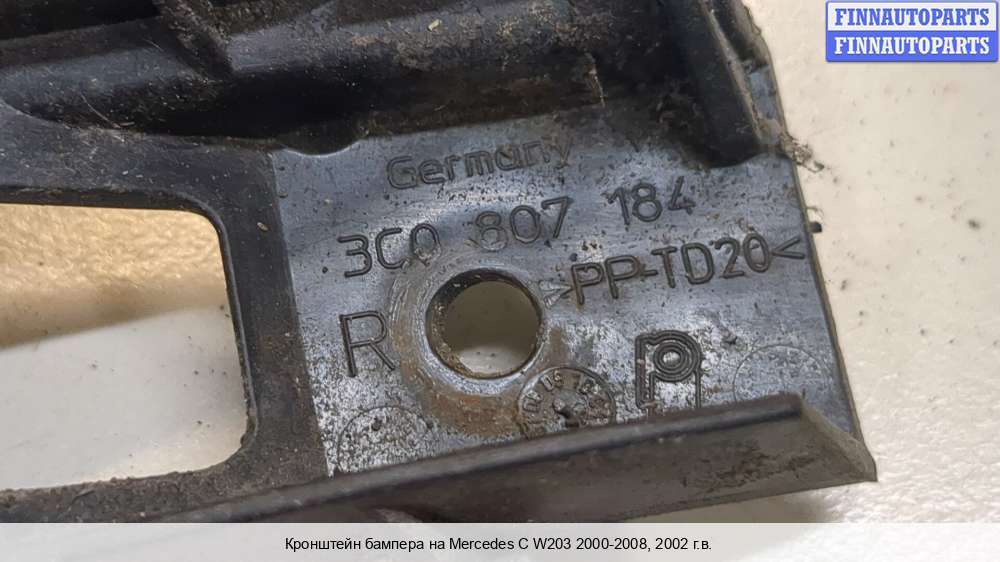 FINNAUTOPARTS
FINNAUTOPARTS
Germany
3C0 807 184
>PP-TD20<
R
Кронштейн бампера на Mercedes C W203 2000-2008, 2002 г.в.